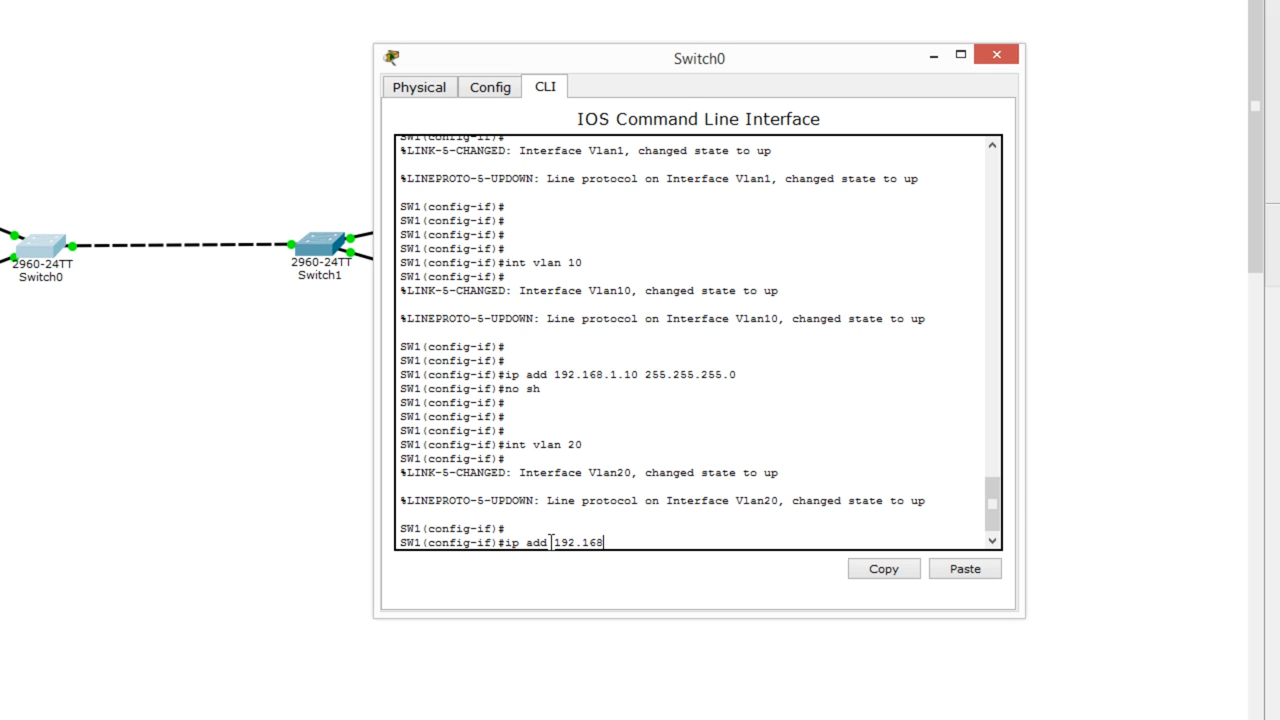 Switch0
Physical
Config
CLI
IOS Command Line Interface
SW1(config-if)#
%LINK-5-CHANGED: Interface Vlan1, changed state to up
%LINEPROTO-5-UPDOWN: Line protocol on Interface Vlan1, changed state to up
SW1(config-if)#
SW1(config-if)#
SW1(config-if)#
SW1(config-if)#
SW1(config-if)#int vlan 10
SW1(config-if)#
%LINK-5-CHANGED: Interface Vlan10, changed state to up
%LINEPROTO-5-UPDOWN: Line protocol on Interface Vlan10, changed state to up
SW1(config-if)#
SW1(config-if)#
SW1(config-if)#ip add 192.168.1.10 255.255.255.0
SW1(config-if)#no sh
SW1(config-if)#
SW1(config-if)#
SW1(config-if)#
SW1(config-if)#int vlan 20
SW1(config-if)#
%LINK-5-CHANGED: Interface Vlan20, changed state to up
%LINEPROTO-5-UPDOWN: Line protocol on Interface Vlan20, changed state to up
SW1(config-if)#
SW1(config-if)#ip add 192.168
Copy
Paste
2960-24TT
Switch0
2960-24TT
Switch1